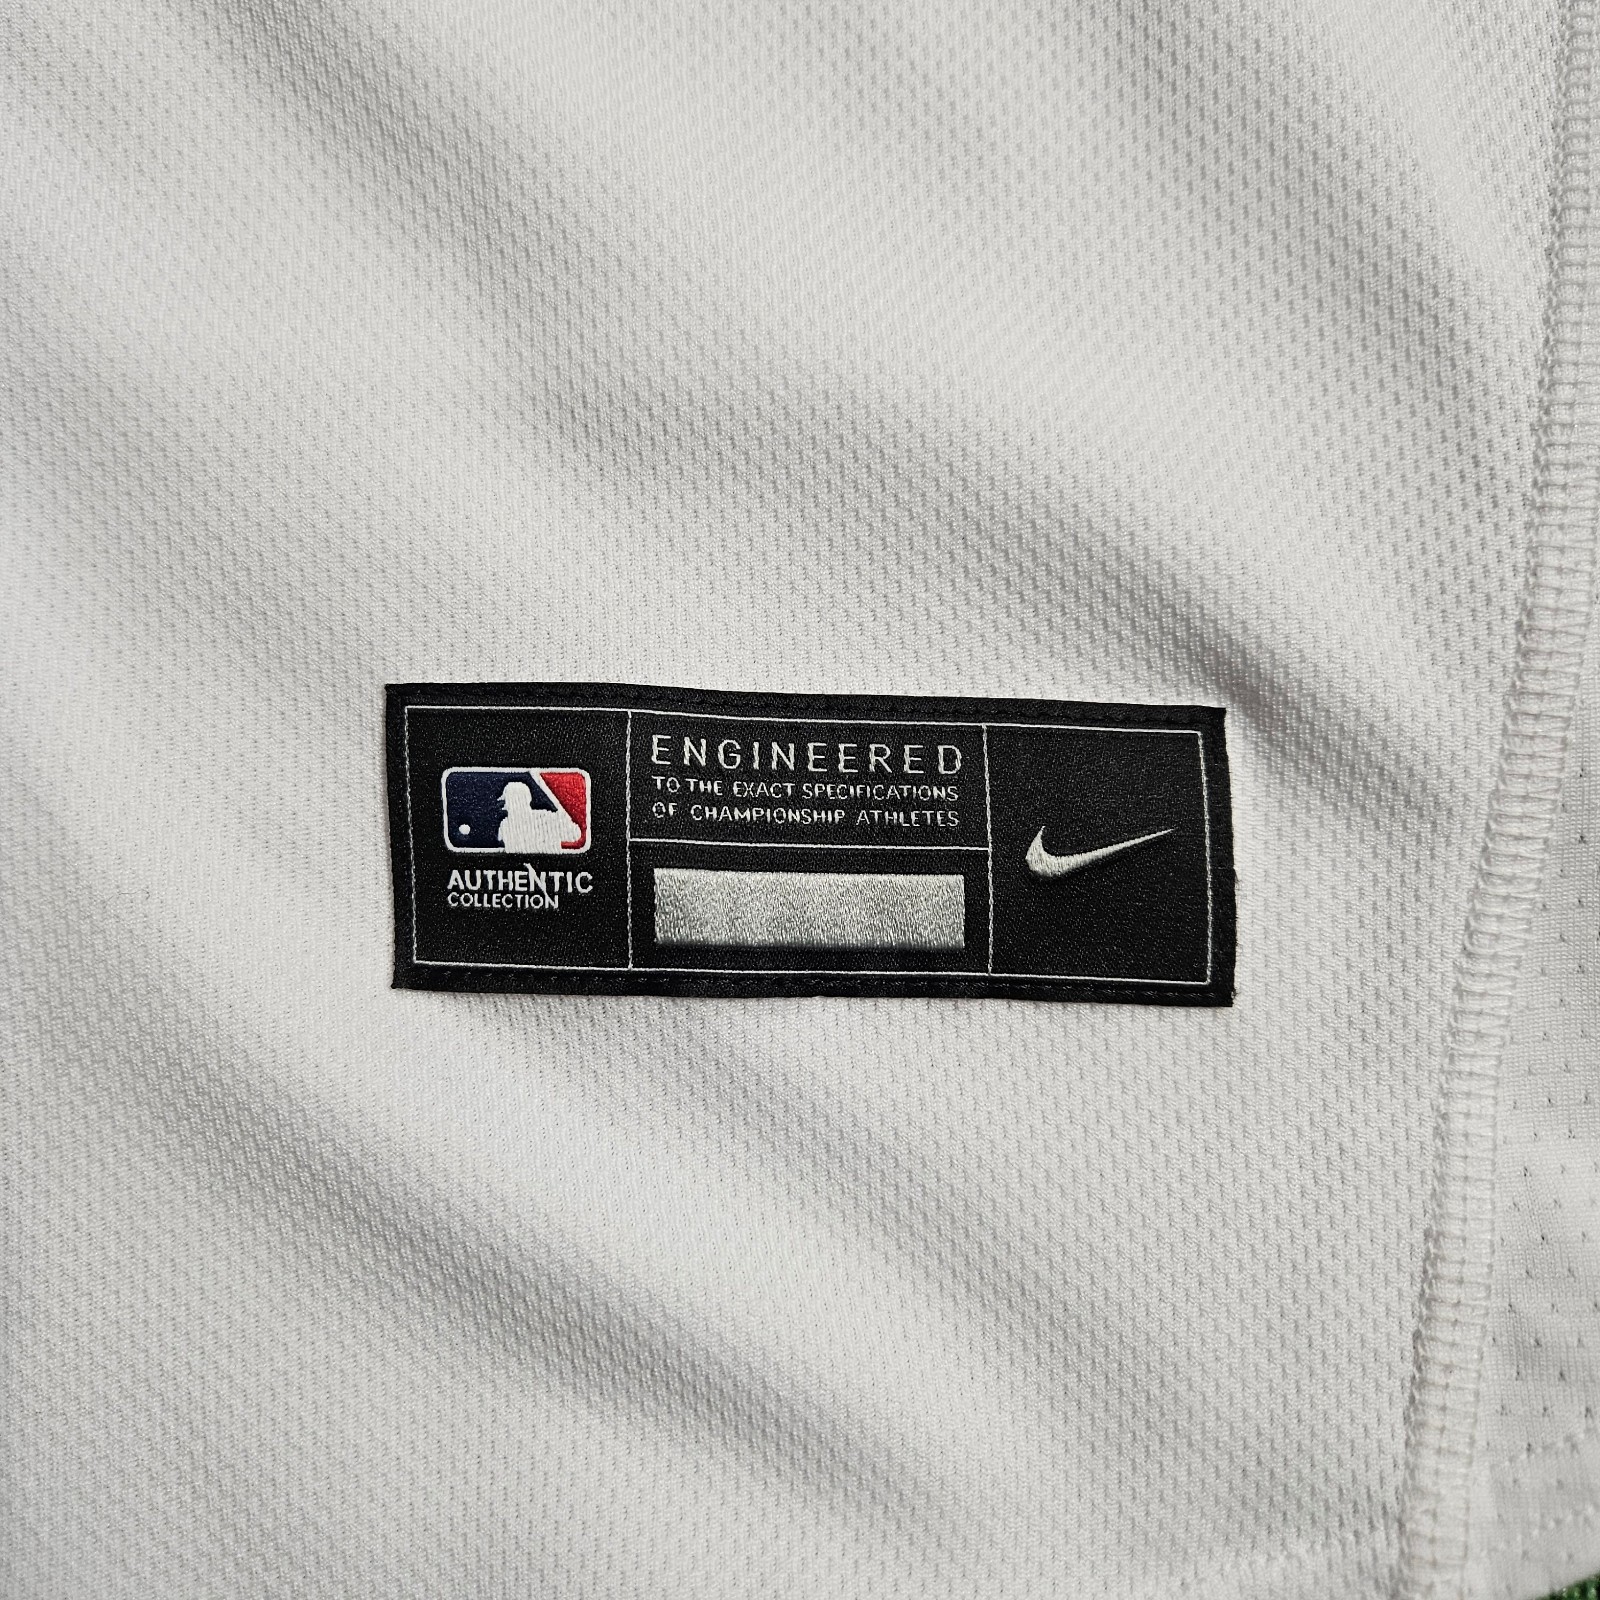 ENGINEERED
TO THE EXACT SPECIFICATIONS
OF CHAMPIONSHIP ATHLETES
AUTHENTIC
COLLECTION